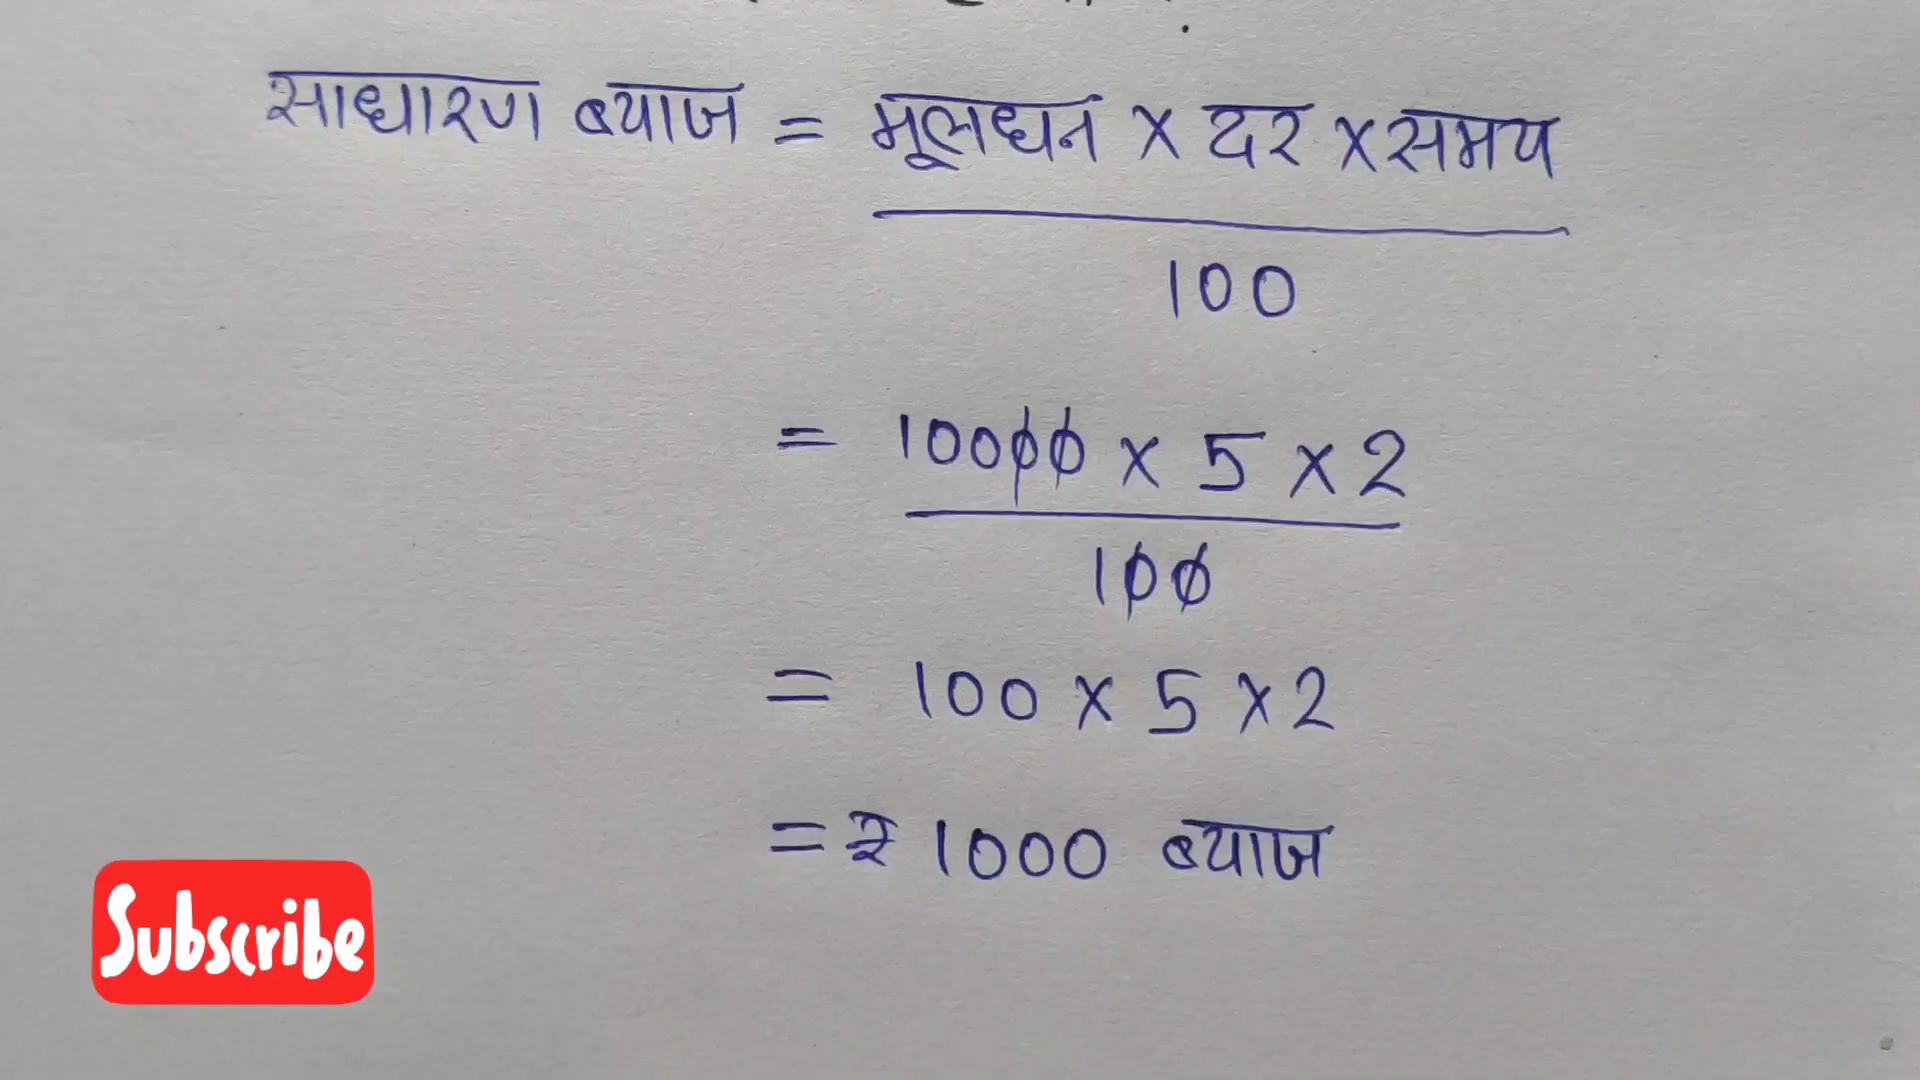 साधारण ब्याज = मूलधन x दर x समय
100
= 10000 x 5 x 2
100
= 100 x 5 x 2
= ₹ 1000 ब्याज
Subscribe